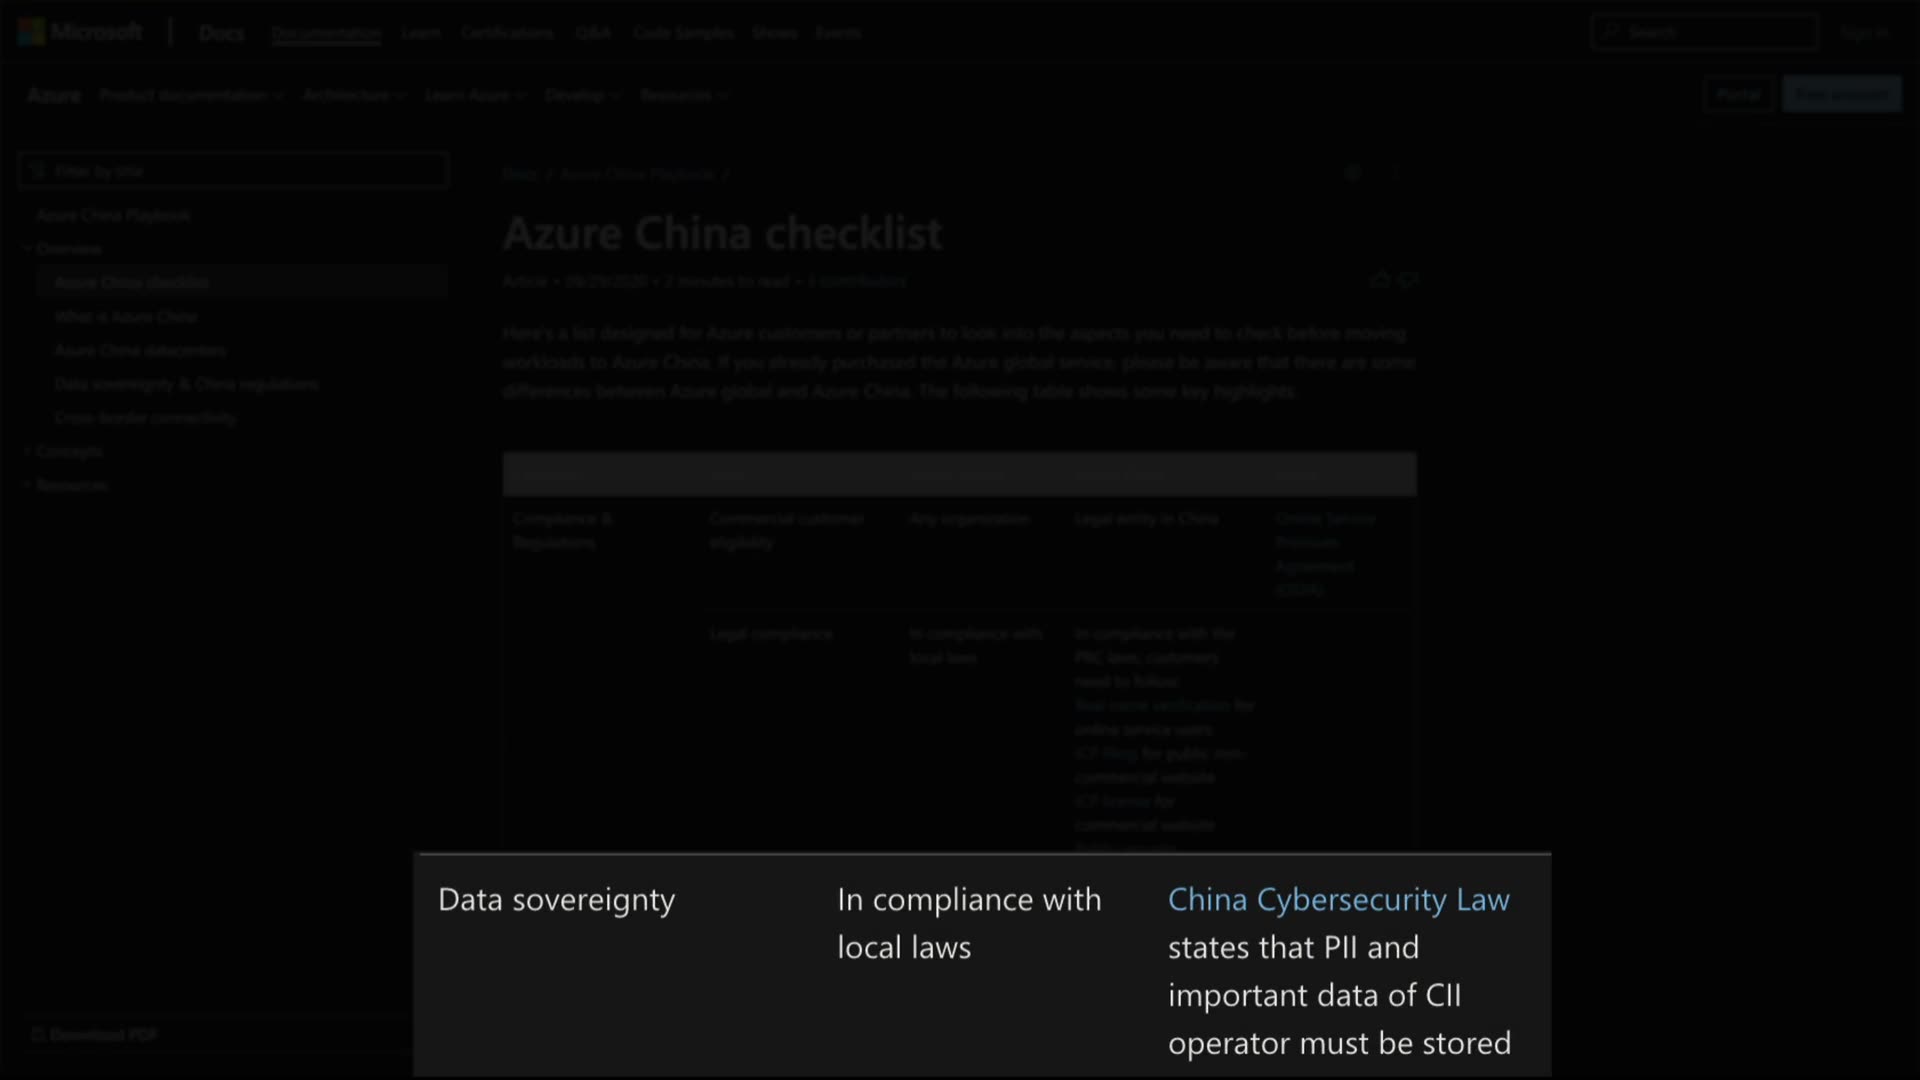 Microsoft
Docs
Documentation
Learn
Certifications
Q&A
Code Samples
Shows
Events
Search
Sign in
Azure
Product documentation
Architecture
Learn Azure
Develop
Resources
Portal
Free account
Filter by title
Azure China Playbook
Overview
Azure China checklist
What is Azure China
Azure China datacenters
Data sovereignty & China regulations
Cross-border connectivity
Concepts
Resources
Download PDF
Docs / Azure China Playbook /
Azure China checklist
Article • 09/29/2020 • 2 minutes to read • 3 contributors
Here's a list designed for Azure customers or partners to look into the aspects you need to check before moving
workloads to Azure China. If you already purchased the Azure global service, please be aware that there are some
differences between Azure global and Azure China. The following table shows some key highlights.
Compliance &
Regulations
Commercial customer
eligibility
Any organization
Legal entity in China
Online Service
Premium
Agreement
(OSPA)
Legal compliance
In compliance with
local laws
In compliance with the
PRC laws, customers
need to follow:
Real-name verification for
online service users
ICP filing for public non-
commercial website
ICP license for
commercial website
Data sovereignty
In compliance with
local laws
China Cybersecurity Law
states that PII and
important data of CII
operator must be stored